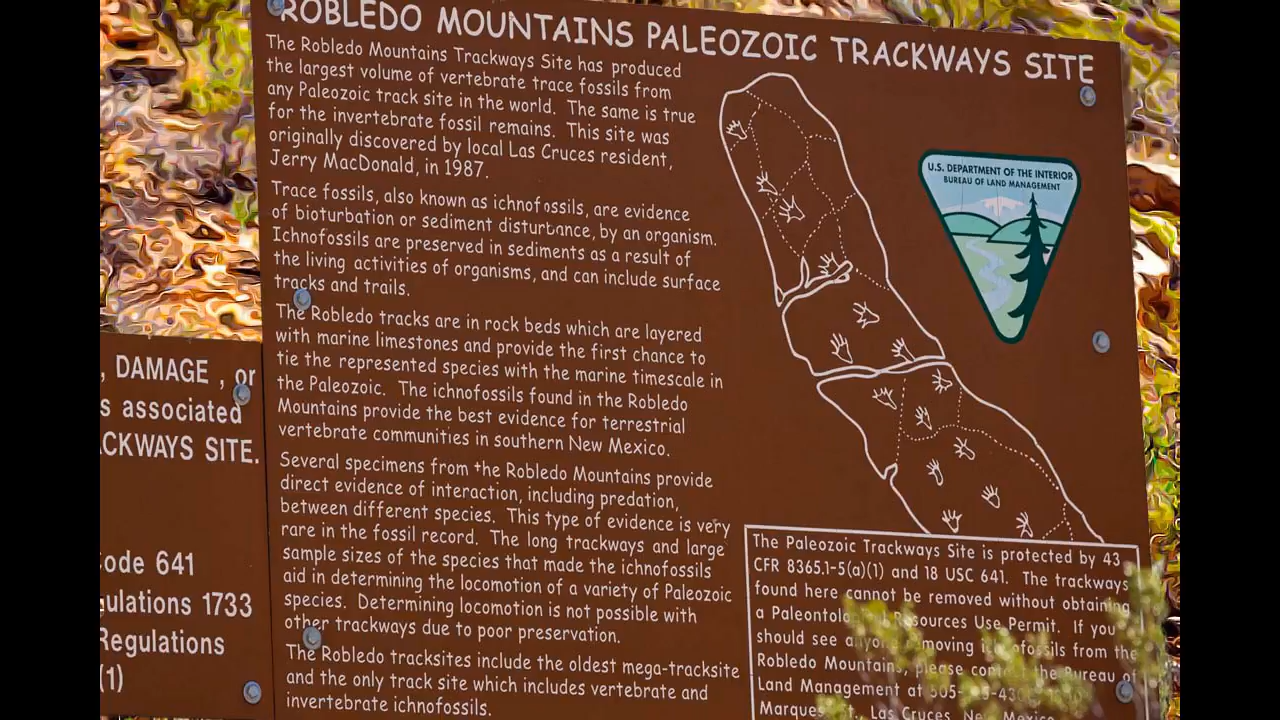 ROBLEDO MOUNTAINS PALEOZOIC TRACKWAYS SITE
The Robledo Mountains Trackways Site has produced
the largest volume of vertebrate trace fossils from
any Paleozoic track site in the world. The same is true
for the invertebrate fossil remains. This site was
originally discovered by local Las Cruces resident,
Jerry MacDonald, in 1987.
Trace fossils, also known as ichnofossils, are evidence
of bioturbation or sediment disturbance, by an organism.
Ichnofossils are preserved in sediments as a result of
the living activities of organisms, and can include surface
tracks and trails.
The Robledo tracks are in rock beds which are layered
with marine limestones and provide the first chance to
tie the represented species with the marine timescale in
the Paleozoic. The ichnofossils found in the Robledo
Mountains provide the best evidence for terrestrial
vertebrate communities in southern New Mexico.
Several specimens from the Robledo Mountains provide
direct evidence of interaction, including predation,
between different species. This type of evidence is very
rare in the fossil record. The long trackways and large
sample sizes of the species that made the ichnofossils
aid in determining the locomotion of a variety of Paleozoic
species. Determining locomotion is not possible with
other trackways due to poor preservation.
The Robledo tracksites include the oldest mega-tracksite
and the only track site which includes vertebrate and
invertebrate ichnofossils.
U.S. DEPARTMENT OF THE INTERIOR
BUREAU OF LAND MANAGEMENT
The Paleozoic Trackways Site is protected by 43
CFR 8365.1-5(a)(1) and 18 USC 641. The trackways
found here cannot be removed without obtaining
a Paleontological Resources Use Permit. If you
should see anyone removing ichnofossils from the
Robledo Mountains, please contact the Bureau of
Land Management at
Marquess St., Las Cruces, New Mexico
, DAMAGE , or
s associated
ACKWAYS SITE.
ode 641
gulations 1733
Regulations
(1)